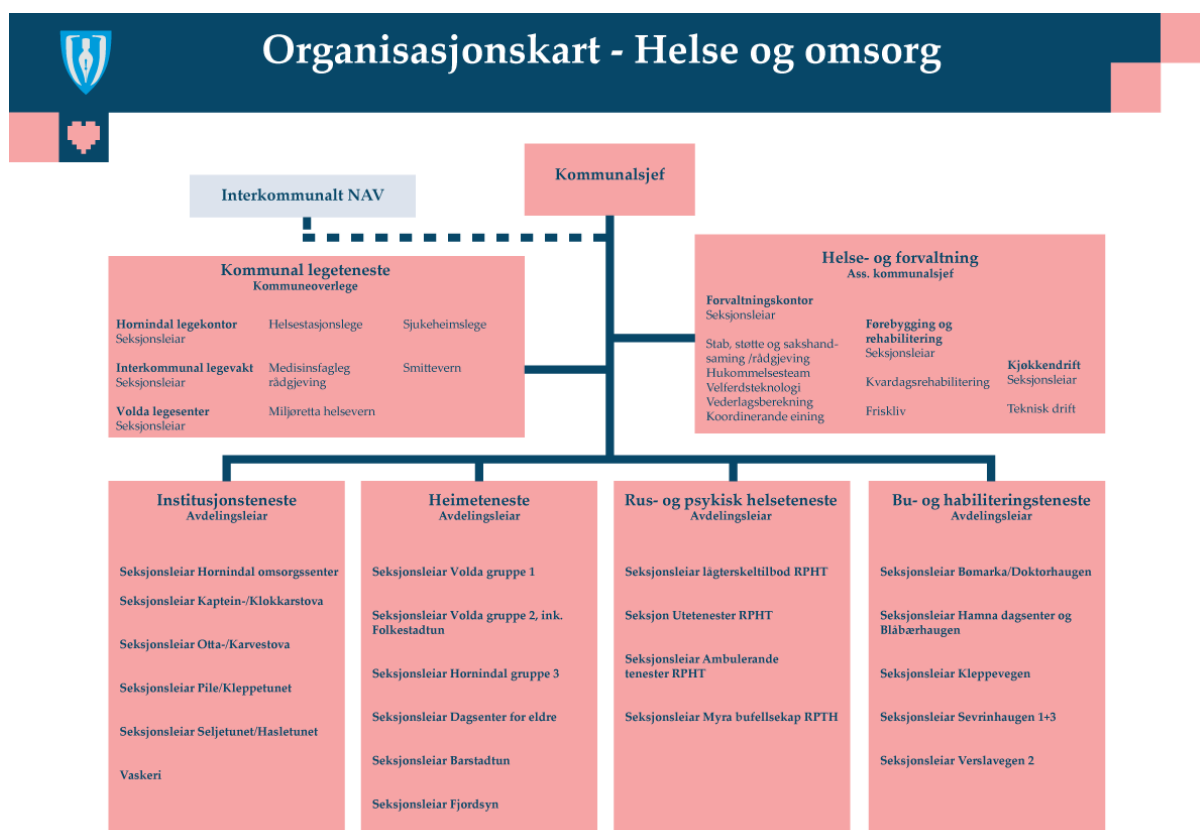 Organisasjonskart - Helse og omsorg
Kommunalsjef
Interkommunalt NAV
Kommunal legeteneste
Kommuneoverlege
Hornindal legekontor
Seksjonsleiar
Interkommunal legevakt
Seksjonsleiar
Volda legesenter
Seksjonsleiar
Helsestasjonslege
Medisinsfagleg
rådgjeving
Miljøretta helsevern
Sjukeheimslege
Smittevern
Helse- og forvaltning
Ass. kommunalsjef
Forvaltningskontor
Seksjonsleiar
Stab, støtte og sakshand-
saming /rådgjeving
Hukommelsesteam
Velferdsteknologi
Vederlagsberekning
Koordinerande eining
Førebygging og
rehabilitering
Seksjonsleiar
Kvardagsrehabilitering
Friskliv
Kjøkkendrift
Seksjonsleiar
Teknisk drift
Institusjonsteneste
Avdelingsleiar
Seksjonsleiar Hornindal omsorgssenter
Seksjonsleiar Kaptein-/Klokkarstova
Seksjonsleiar Otta-/Karvestova
Seksjonsleiar Pile/Kleppetunet
Seksjonsleiar Seljetunet/Hasletunet
Vaskeri
Heimeteneste
Avdelingsleiar
Seksjonsleiar Volda gruppe 1
Seksjonsleiar Volda gruppe 2, ink.
Folkestadtun
Seksjonsleiar Hornindal gruppe 3
Seksjonsleiar Dagsenter for eldre
Seksjonsleiar Barstadtun
Seksjonsleiar Fjordsyn
Rus- og psykisk helseteneste
Avdelingsleiar
Seksjonsleiar lågterskeltilbod RPHT
Seksjon Utetenester RPHT
Seksjonsleiar Ambulerande
tenester RPHT
Seksjonsleiar Myra bufellsekap RPTH
Bu- og habiliteringsteneste
Avdelingsleiar
Seksjonsleiar Bømarka/Doktorhaugen
Seksjonsleiar Hamna dagsenter og
Blåbærhaugen
Seksjonsleiar Kleppevegen
Seksjonsleiar Sevrinhaugen 1+3
Seksjonsleiar Verslavegen 2